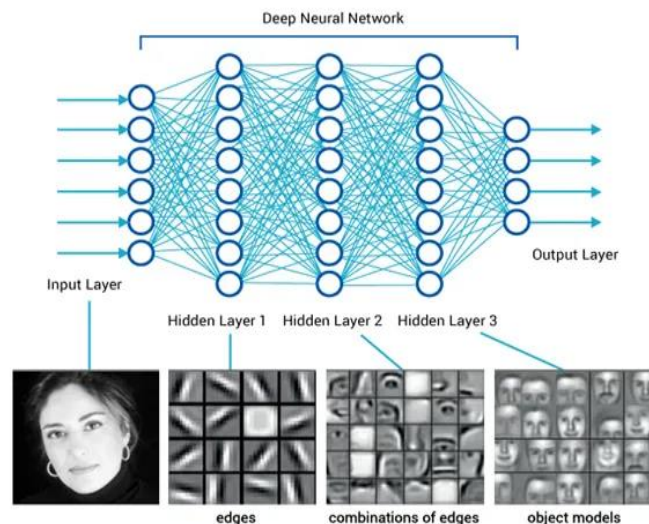 Deep Neural Network
Input Layer
Output Layer
Hidden Layer 1
Hidden Layer 2
Hidden Layer 3
edges
combinations of edges
object models